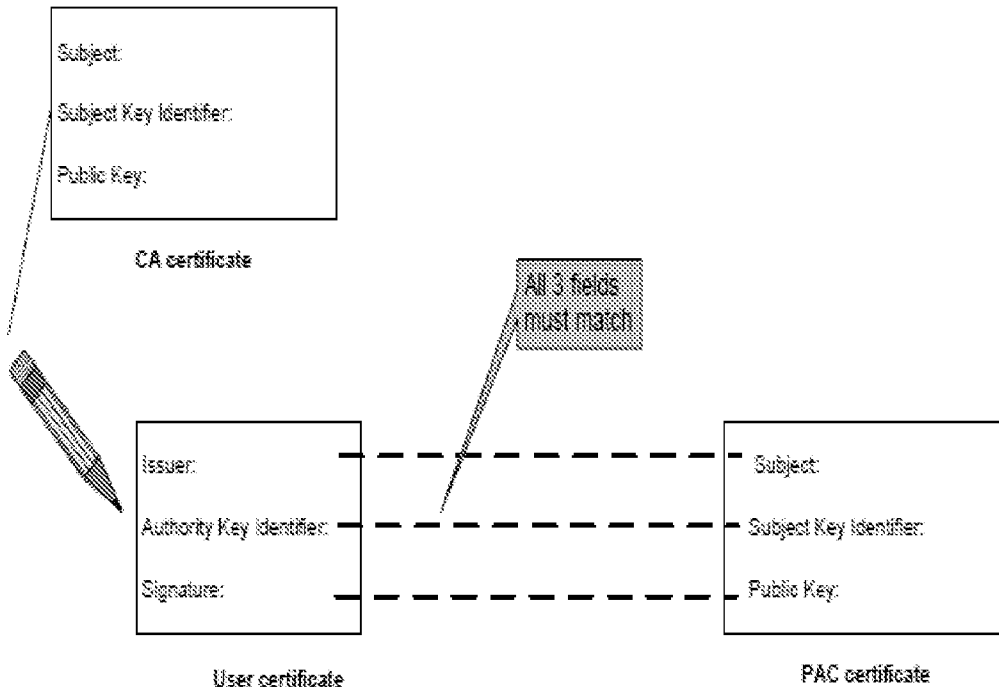 Subject:
Subject Key Identifier:
Public Key:
CA certificate
All 3 fields
must match
Issuer:
Authority Key Identifier:
Signature:
User certificate
Subject:
Subject Key Identifier:
Public Key:
PAC certificate